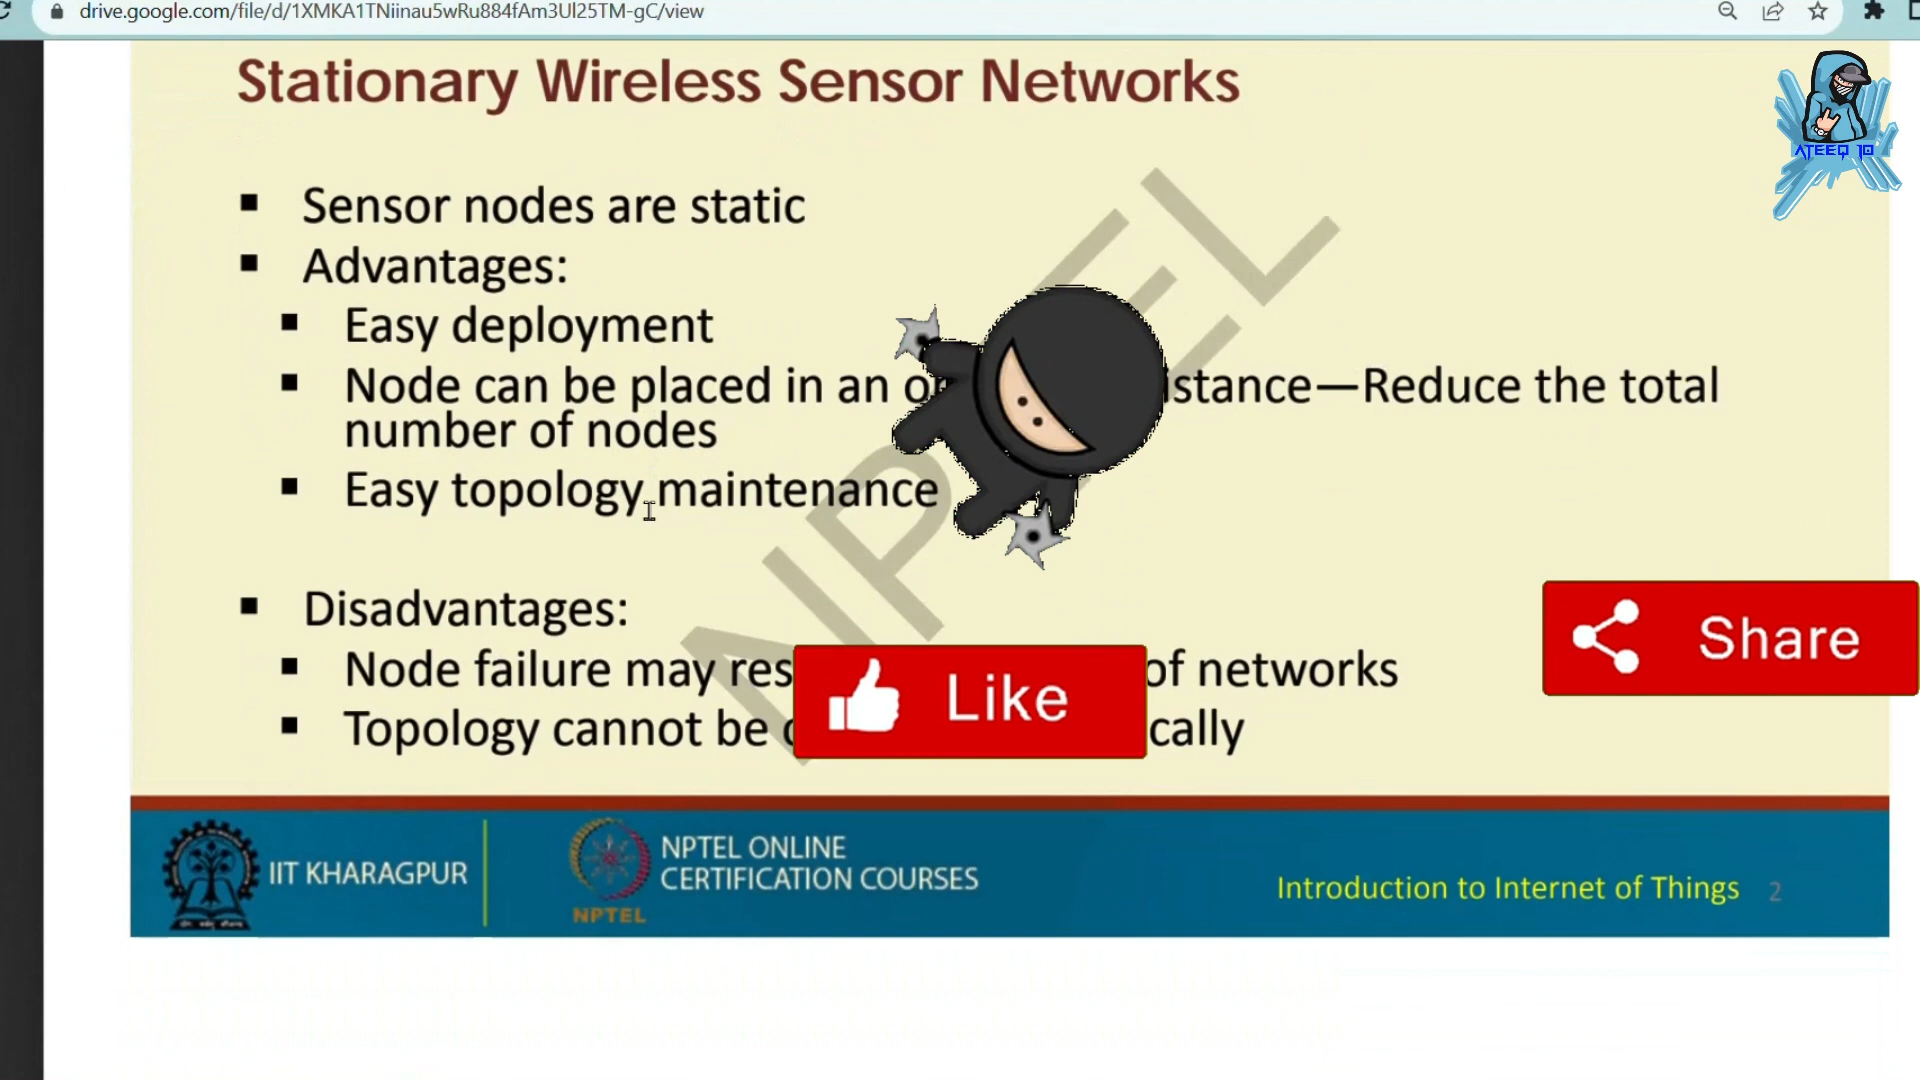 drive.google.com/file/d/1XMKA1TNiinau5wRu884fAm3Ul25TM-gC/view
Stationary Wireless Sensor Networks
ATEEQ 10
Sensor nodes are static
Advantages:
Easy deployment
Node can be placed in an istance—Reduce the total
number of nodes
Easy topology maintenance
NPTEL
Disadvantages:
Node failure may res of networks
Topology cannot be cally
Like
Share
IIT KHARAGPUR
NPTEL
NPTEL ONLINE
CERTIFICATION COURSES
Introduction to Internet of Things 2